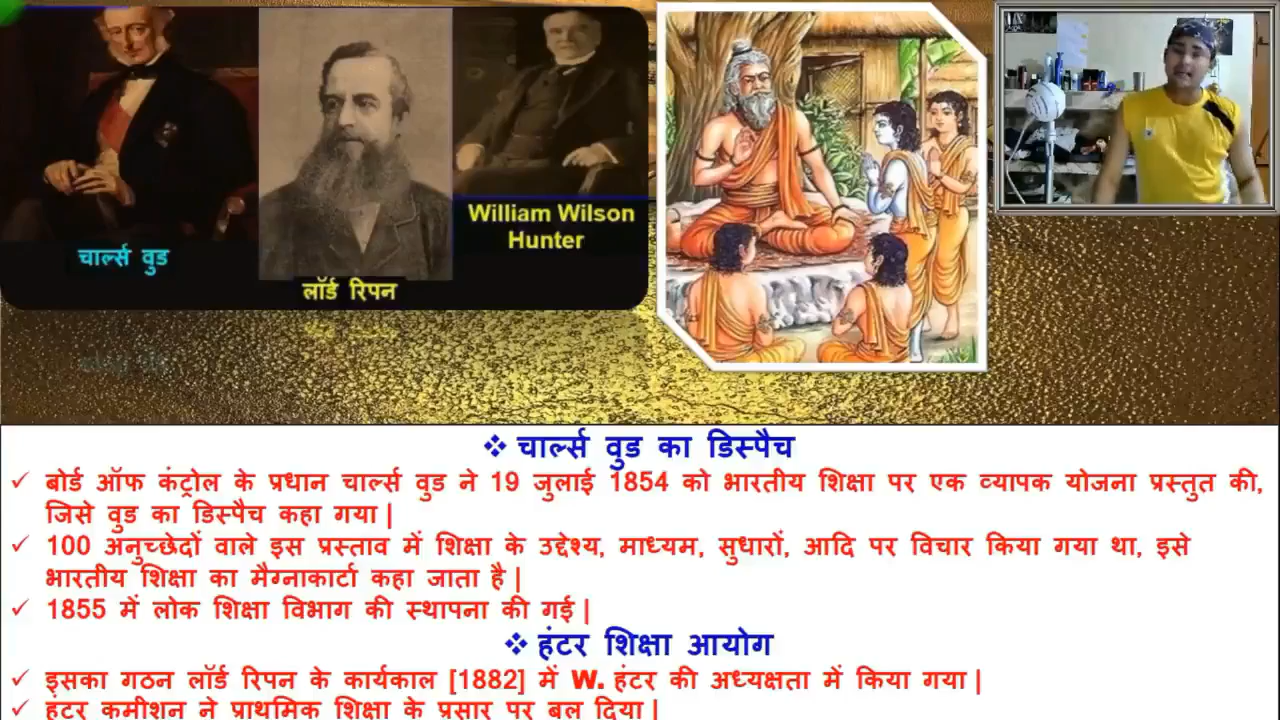 चार्ल्स वुड
लॉर्ड रिपन
William Wilson
Hunter
❖ चार्ल्स वुड का डिस्पैच
✓ बोर्ड ऑफ कंट्रोल के प्रधान चार्ल्स वुड ने 19 जुलाई 1854 को भारतीय शिक्षा पर एक व्यापक योजना प्रस्तुत की,
जिसे वुड का डिस्पैच कहा गया |
✓ 100 अनुच्छेदों वाले इस प्रस्ताव में शिक्षा के उद्देश्य, माध्यम, सुधारों, आदि पर विचार किया गया था, इसे
भारतीय शिक्षा का मैग्नाकार्टा कहा जाता है |
✓ 1855 में लोक शिक्षा विभाग की स्थापना की गई |
❖ हंटर शिक्षा आयोग
✓ इसका गठन लॉर्ड रिपन के कार्यकाल [1882] में W. हंटर की अध्यक्षता में किया गया |
✓ हंटर कमीशन ने प्राथमिक शिक्षा के प्रसार पर बल दिया |